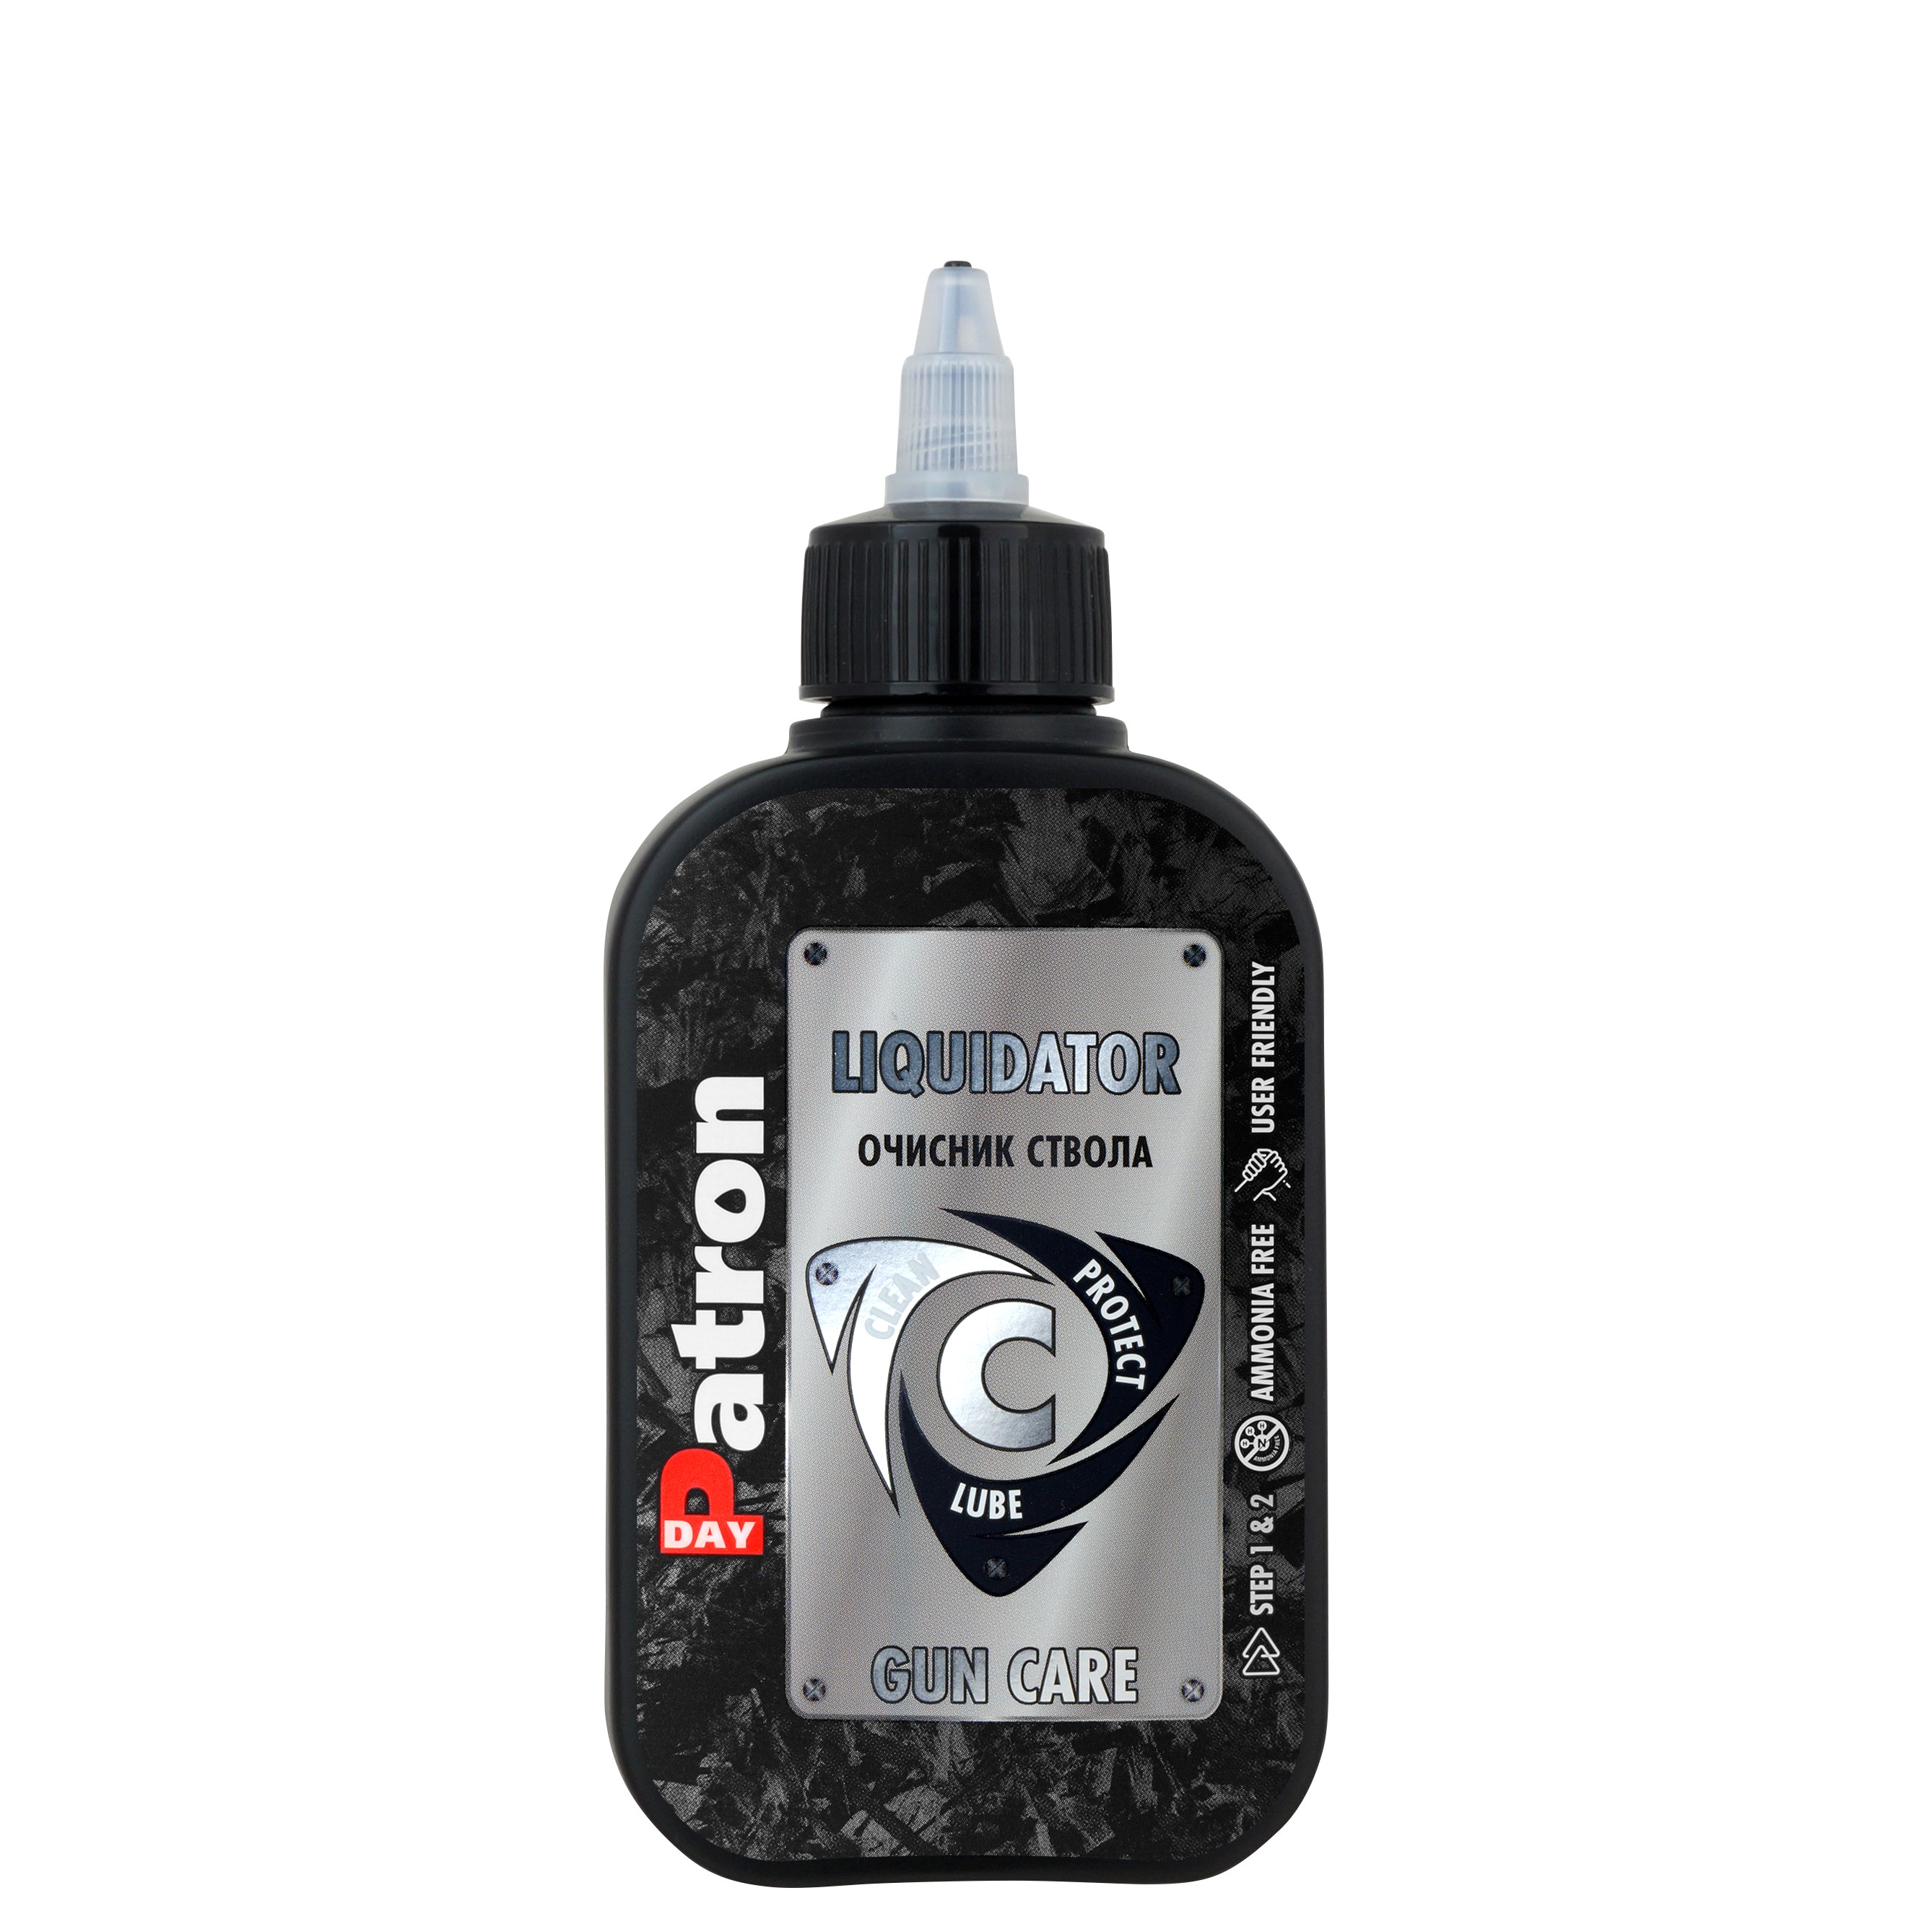 LIQUIDATOR
ОЧИСНИК СТВОЛА
CLEAN
PROTECT
C
LUBE
GUN CARE
Patron
DAY
STEP 1 & 2
AMMONIA FREE
USER FRIENDLY